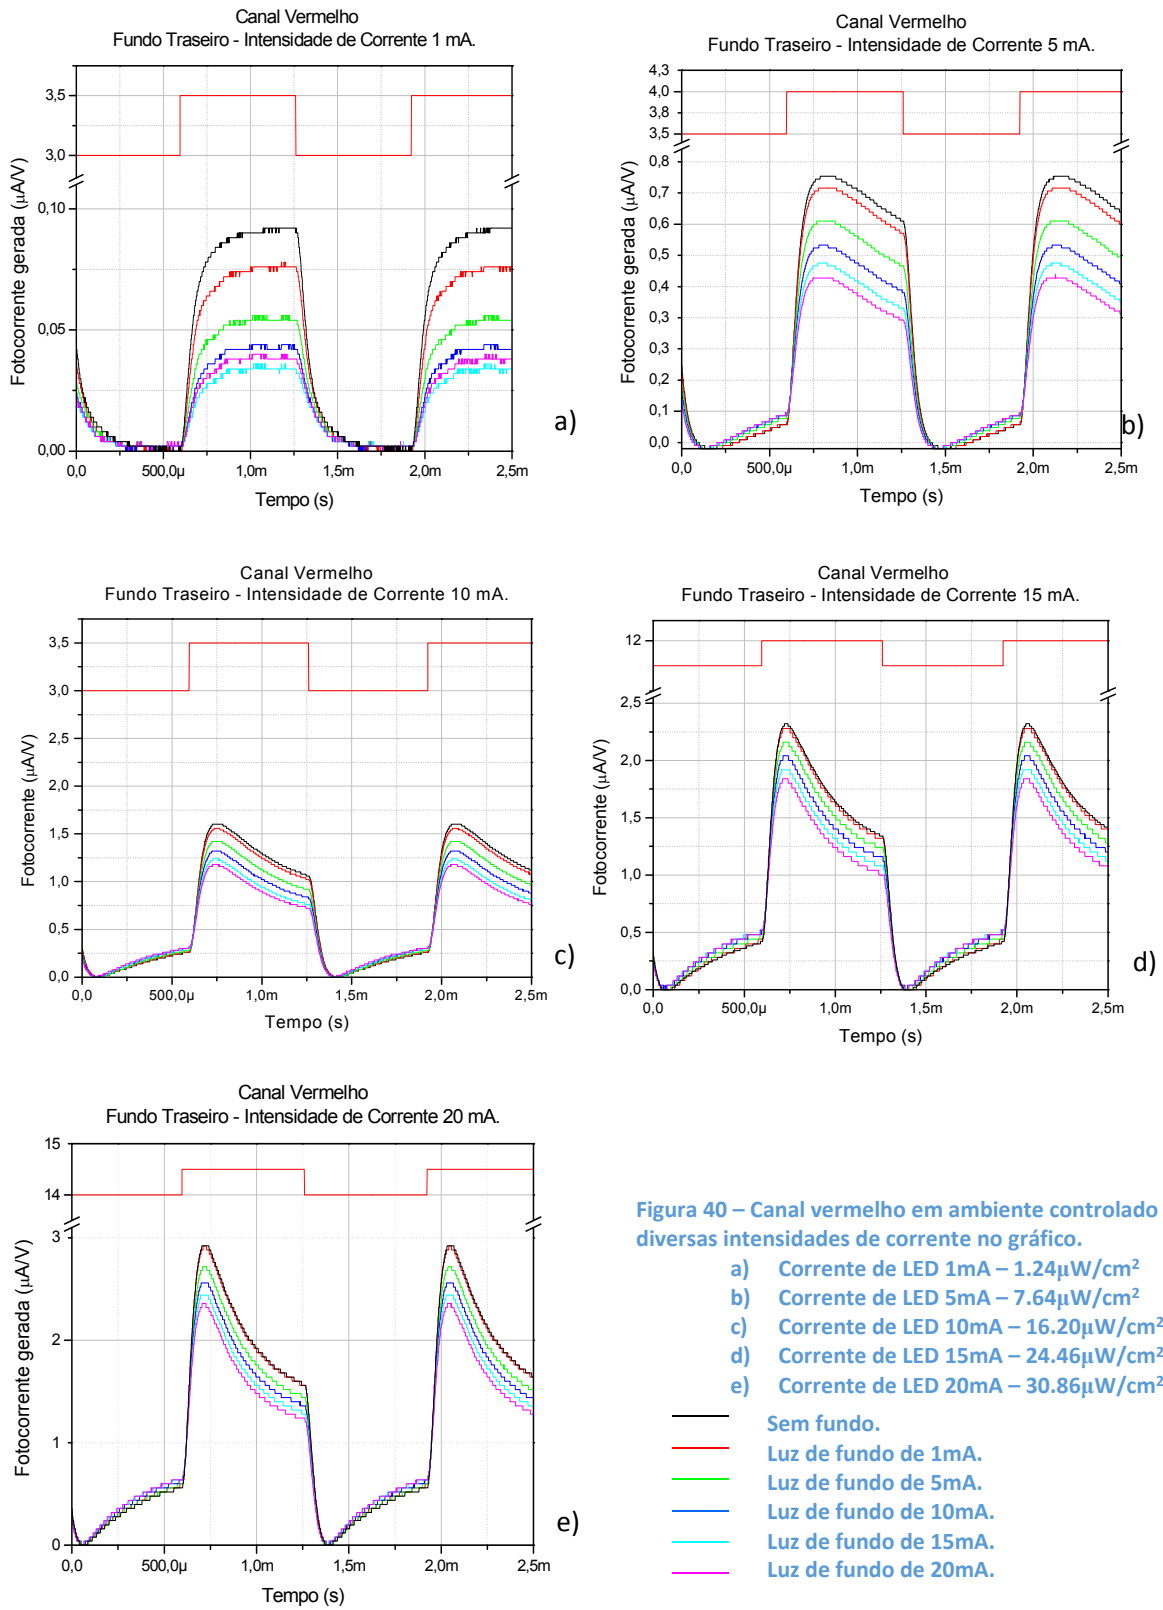 Canal Vermelho
Fundo Traseiro - Intensidade de Corrente 1 mA.
3,5
3,0
0,10
0,05
0,00
Fotocorrente gerada (µA/V)
0,0 500,0µ 1,0m 1,5m 2,0m 2,5m
Tempo (s)
a)
Canal Vermelho
Fundo Traseiro - Intensidade de Corrente 5 mA.
4,3
4,0
3,8
3,5
0,8
0,7
0,6
0,5
0,4
0,3
0,2
0,1
0,0
Fotocorrente gerada (µA/V)
0,0 500,0µ 1,0m 1,5m 2,0m 2,5m
Tempo (s)
b)
Canal Vermelho
Fundo Traseiro - Intensidade de Corrente 10 mA.
3,5
3,0
2,5
2,0
1,5
1,0
0,5
0,0
Fotocorrente (µA/V)
0,0 500,0µ 1,0m 1,5m 2,0m 2,5m
Tempo (s)
c)
Canal Vermelho
Fundo Traseiro - Intensidade de Corrente 15 mA.
12
2,5
2,0
1,5
1,0
0,5
0,0
Fotocorrente (µA/V)
0,0 500,0µ 1,0m 1,5m 2,0m 2,5m
Tempo (s)
d)
Canal Vermelho
Fundo Traseiro - Intensidade de Corrente 20 mA.
15
14
3
2
1
0
Fotocorrente gerada (µA/V)
0,0 500,0µ 1,0m 1,5m 2,0m 2,5m
Tempo (s)
e)
Figura 40 – Canal vermelho em ambiente controlado
diversas intensidades de corrente no gráfico.
a) Corrente de LED 1mA – 1.24µW/cm²
b) Corrente de LED 5mA – 7.64µW/cm²
c) Corrente de LED 10mA – 16.20µW/cm²
d) Corrente de LED 15mA – 24.46µW/cm²
e) Corrente de LED 20mA – 30.86µW/cm²
Sem fundo.
Luz de fundo de 1mA.
Luz de fundo de 5mA.
Luz de fundo de 10mA.
Luz de fundo de 15mA.
Luz de fundo de 20mA.